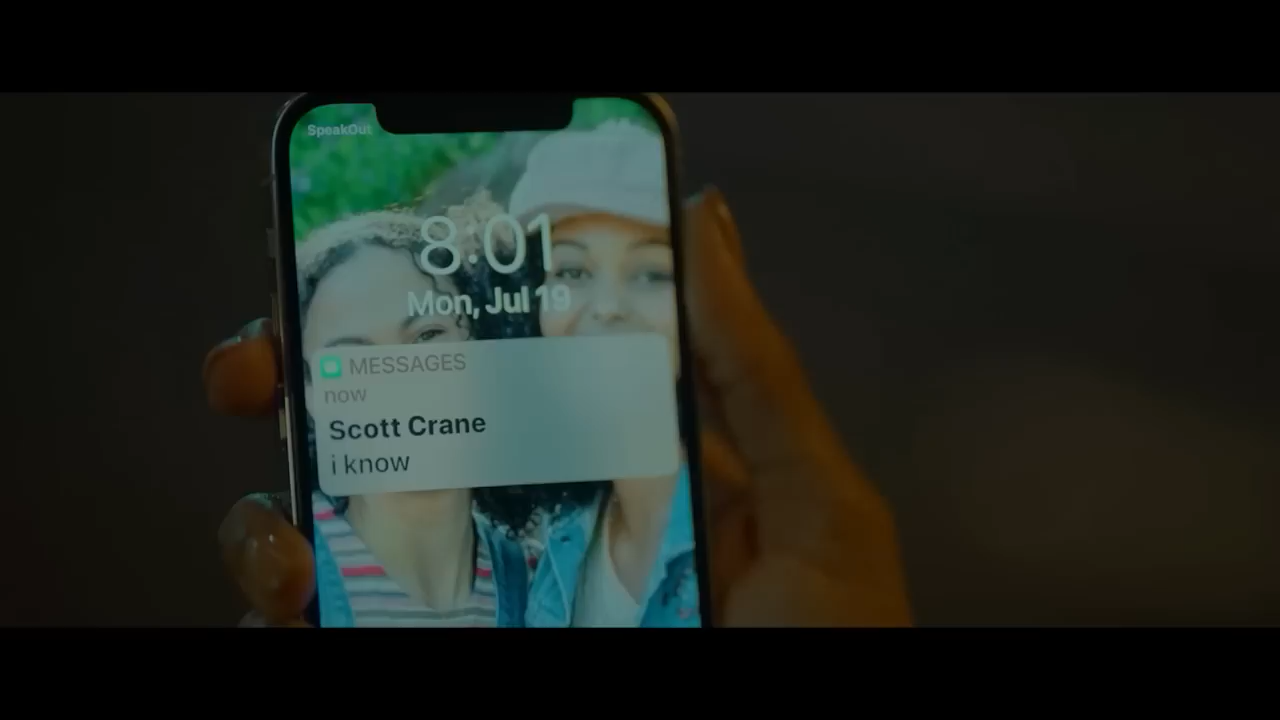 SpeakOut
8:01
Mon, Jul 19
MESSAGES
now
Scott Crane
i know